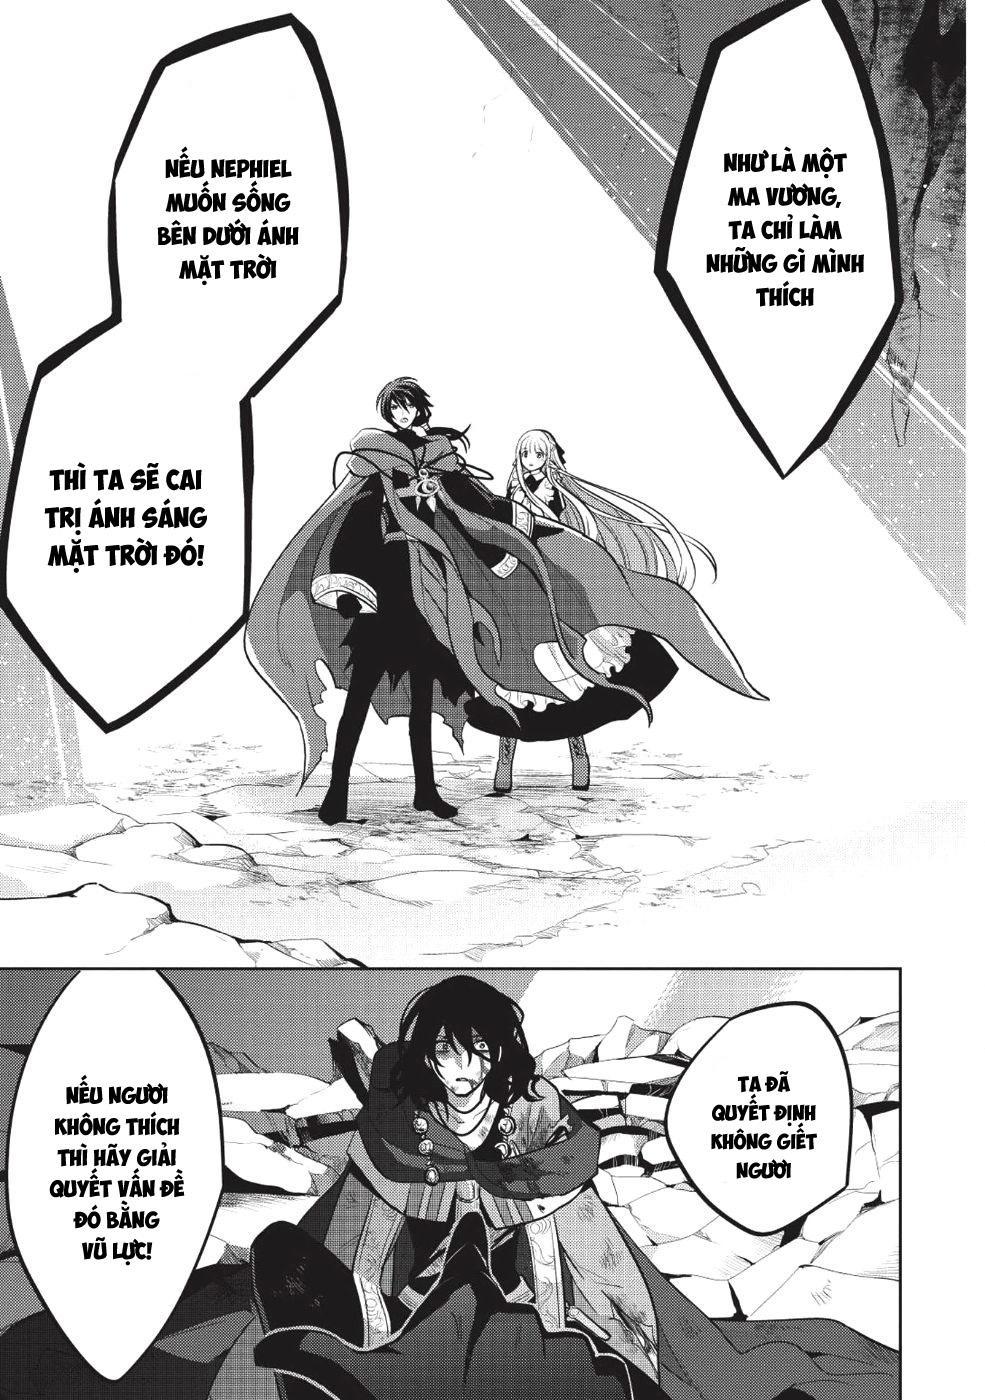 NHƯ LÀ MỘT
MA VƯƠNG,
TA CHỈ LÀM
NHỮNG GÌ MÌNH
THÍCH
NẾU NEPHIEL
MUỐN SỐNG
BÊN DƯỚI ÁNH
MẶT TRỜI
THÌ TA SẼ CAI
TRỊ ÁNH SÁNG
MẶT TRỜI ĐÓ!
TA ĐÃ
QUYẾT ĐỊNH
KHÔNG GIẾT
NGƯƠI
NẾU NGƯƠI
KHÔNG THÍCH
THÌ HÃY GIẢI
QUYẾT VẤN ĐỀ
ĐÓ BẰNG
VŨ LỰC!